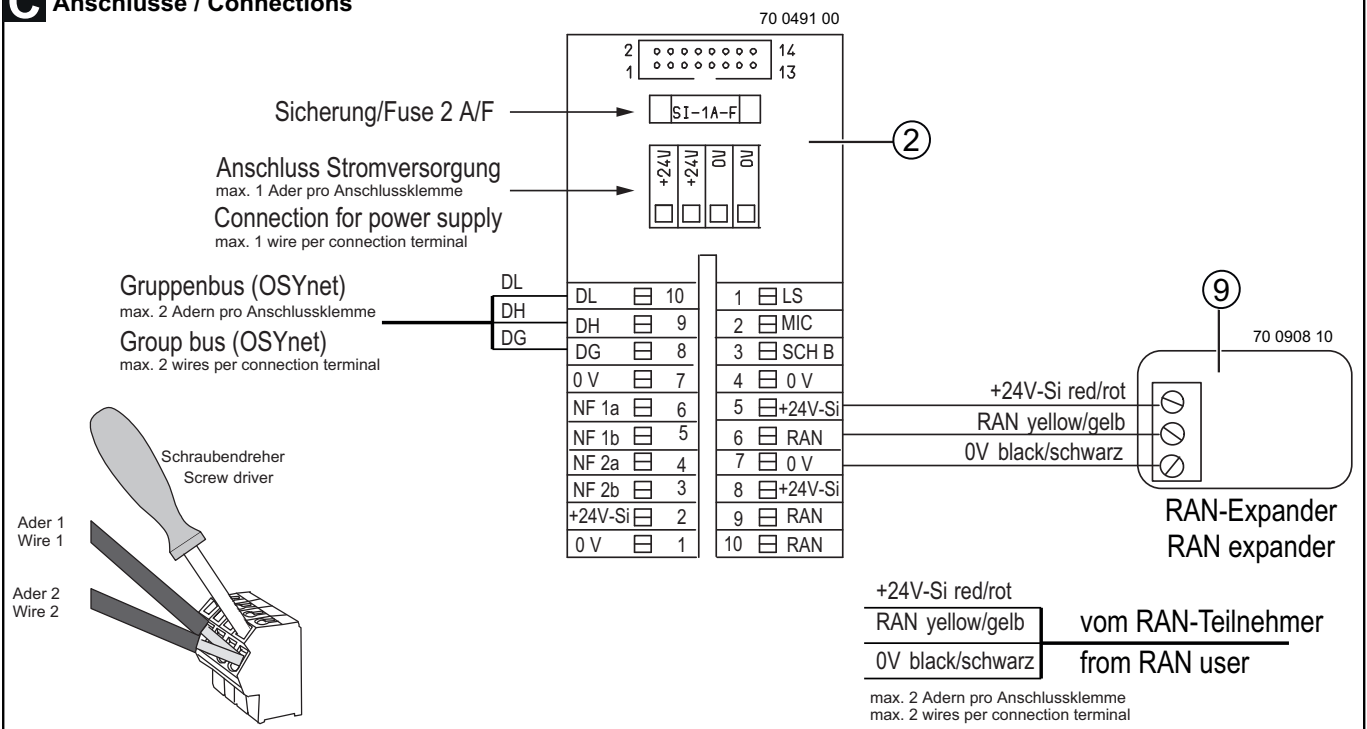 C Anschlüsse / Connections
70 0491 00
2 14
1 13
Sicherung/Fuse 2 A/F
SI-1A-F
2
Anschluss Stromversorgung
max. 1 Ader pro Anschlussklemme
Connection for power supply
max. 1 wire per connection terminal
+24V +24V 0V 0V
Gruppenbus (OSYnet)
max. 2 Adern pro Anschlussklemme
Group bus (OSYnet)
max. 2 wires per connection terminal
DL
DH
DG
DL 10 1 LS
DH 9 2 MIC
DG 8 3 SCH B
0 V 7 4 0 V
NF 1a 6 5 +24V-Si
NF 1b 5 6 RAN
NF 2a 4 7 0 V
NF 2b 3 8 +24V-Si
+24V-Si 2 9 RAN
0 V 1 10 RAN
9
70 0908 10
+24V-Si red/rot
RAN yellow/gelb
0V black/schwarz
RAN-Expander
RAN expander
Schraubendreher
Screw driver
Ader 1
Wire 1
Ader 2
Wire 2
+24V-Si red/rot
RAN yellow/gelb
0V black/schwarz
vom RAN-Teilnehmer
from RAN user
max. 2 Adern pro Anschlussklemme
max. 2 wires per connection terminal